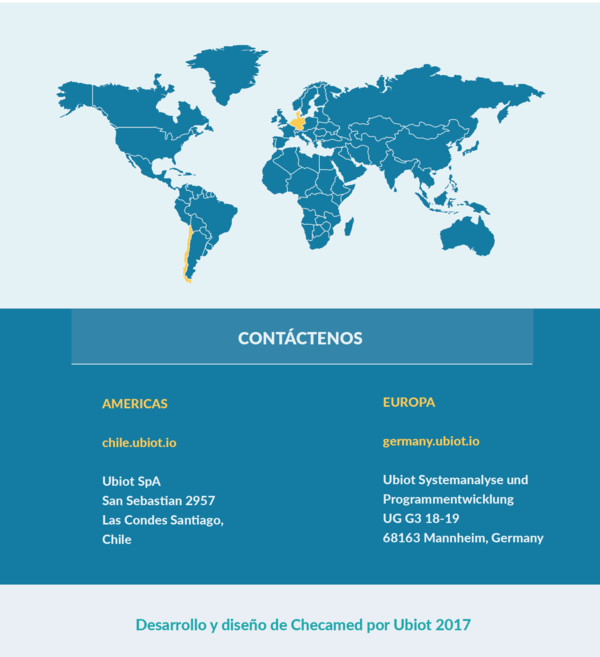 CONTÁCTENOS
AMERICAS
chile.ubiot.io
Ubiot SpA
San Sebastian 2957
Las Condes Santiago,
Chile
EUROPA
germany.ubiot.io
Ubiot Systemanalyse und
Programmentwicklung
UG G3 18-19
68163 Mannheim, Germany
Desarrollo y diseño de Checamed por Ubiot 2017